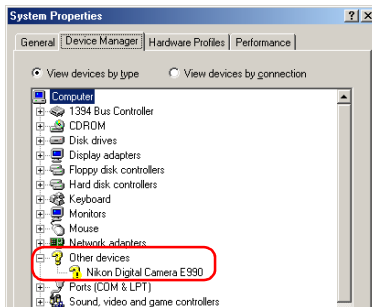 System Properties
General Device Manager Hardware Profiles Performance
View devices by type View devices by connection
Computer
1394 Bus Controller
CDROM
Disk drives
Display adapters
Floppy disk controllers
Hard disk controllers
Keyboard
Monitors
Mouse
Network adapters
Other devices
Nikon Digital Camera E990
Ports (COM & LPT)
Sound, video and game controllers